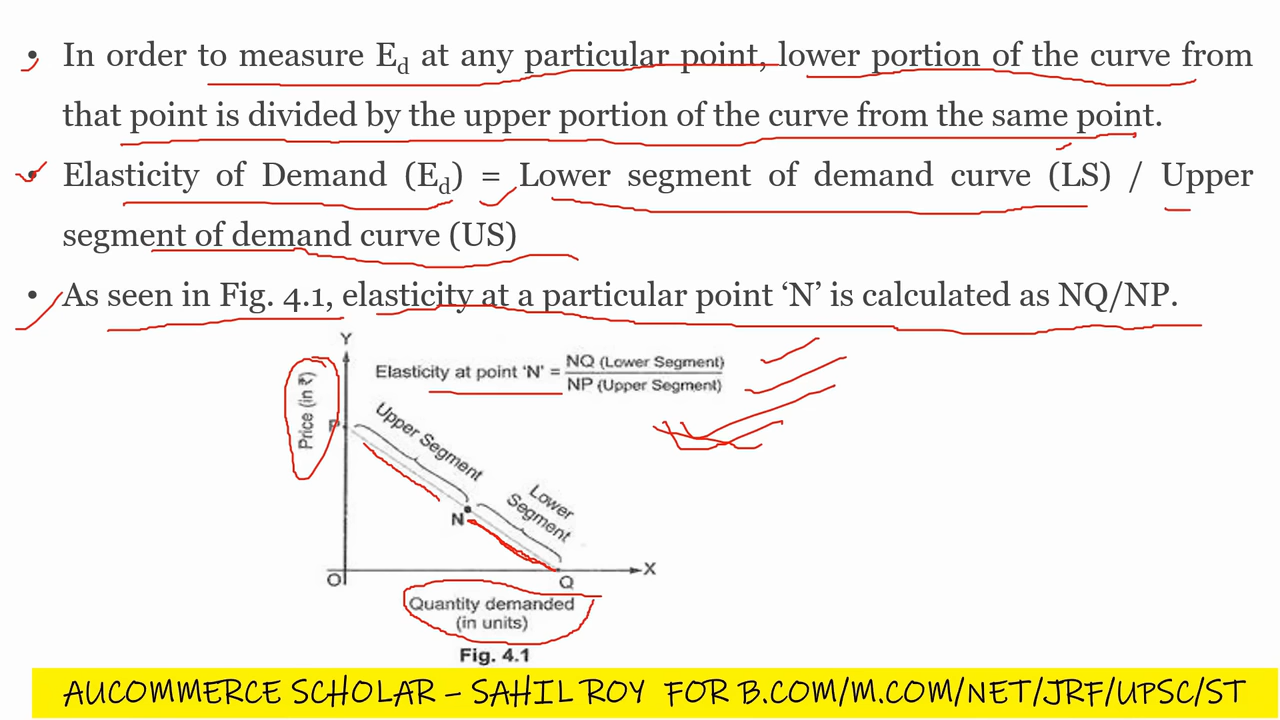 • In order to measure Ed at any particular point, lower portion of the curve from
that point is divided by the upper portion of the curve from the same point.
• Elasticity of Demand (Ed) = Lower segment of demand curve (LS) / Upper
segment of demand curve (US)
• As seen in Fig. 4.1, elasticity at a particular point ‘N’ is calculated as NQ/NP.
Y
Elasticity at point ‘N’ = NQ (Lower Segment)
NP (Upper Segment)
Price (in ₹)
P
Upper Segment
Lower
Segment
N
O
Q
X
Quantity demanded
(in units)
Fig. 4.1
AUCOMMERCE SCHOLAR – SAHIL ROY FOR B.COM/M.COM/NET/JRF/UPSC/ST